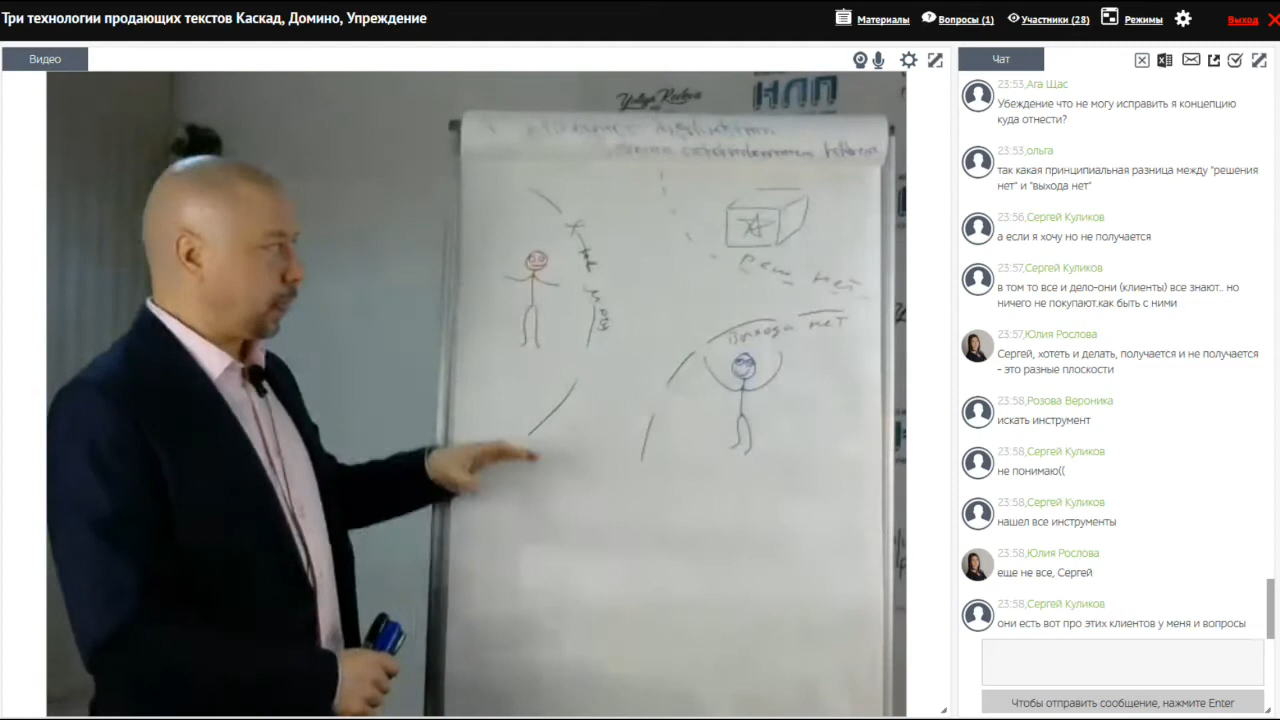 Три технологии продающих текстов Каскад, Домино, Упреждение
Материалы
Вопросы (1)
Участники (28)
Режимы
Выход
Видео
Чат
НЛП
Реш нет
Выхода нет
23:53,Ага Щас
Убеждение что не могу исправить я концепцию
куда отнести?
23:53,ольга
так какая принципиальная разница между "решения
нет" и "выхода нет"
23:56,Сергей Куликов
а если я хочу но не получается
23:57,Сергей Куликов
в том то все и дело-они (клиенты) все знают.. но
ничего не покупают.как быть с ними
23:57,Юлия Рослова
Сергей, хотеть и делать, получается и не получается
- это разные плоскости
23:58,Розова Вероника
искать инструмент
23:58,Сергей Куликов
не понимаю((
23:58,Сергей Куликов
нашел все инструменты
23:58,Юлия Рослова
еще не все, Сергей
23:58,Сергей Куликов
они есть вот про этих клиентов у меня и вопросы
Чтобы отправить сообщение, нажмите Enter